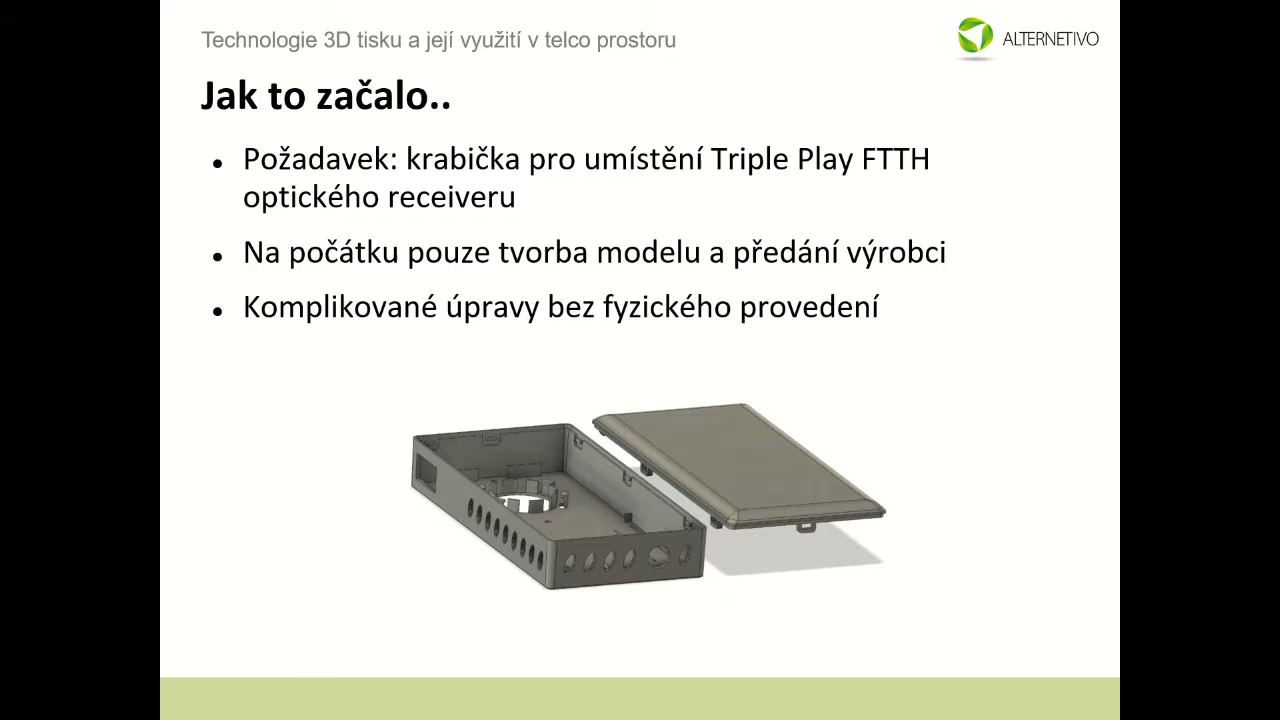 Technologie 3D tisku a její využití v telco prostoru
ALTERNETIVO
Jak to začalo..
● Požadavek: krabička pro umístění Triple Play FTTH
optického receiveru
● Na počátku pouze tvorba modelu a předání výrobci
● Komplikované úpravy bez fyzického provedení